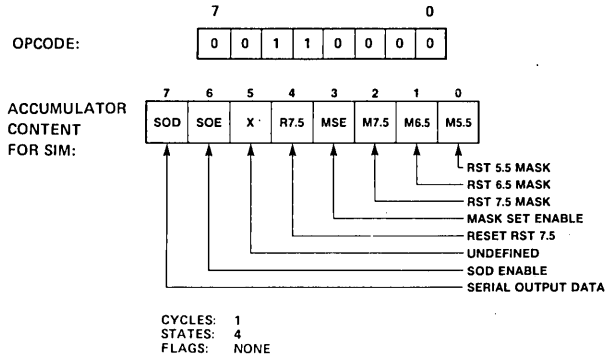 7 0
OPCODE: 0 0 1 1 0 0 0 0
7 6 5 4 3 2 1 0
ACCUMULATOR
CONTENT
FOR SIM:
SOD SOE X R7.5 MSE M7.5 M6.5 M5.5
RST 5.5 MASK
RST 6.5 MASK
RST 7.5 MASK
MASK SET ENABLE
RESET RST 7.5
UNDEFINED
SOD ENABLE
SERIAL OUTPUT DATA
CYCLES: 1
STATES: 4
FLAGS: NONE